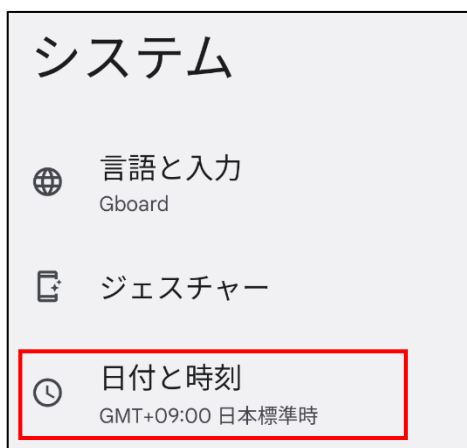 システム
言語と入力
Gboard
ジェスチャー
日付と時刻
GMT+09:00 日本標準時